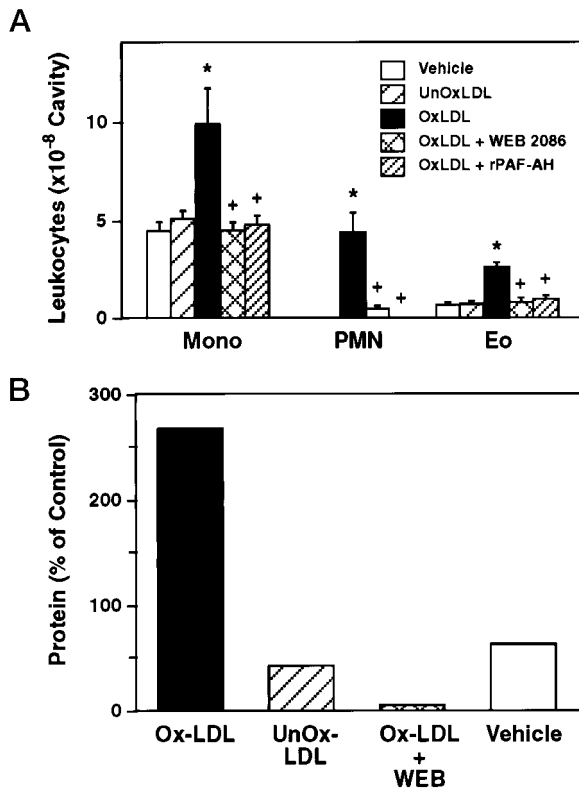 A
Leukocytes (x10⁻⁸ Cavity)
10
5
0
* + + * + + * + +
Vehicle
UnOxLDL
OxLDL
OxLDL + WEB 2086
OxLDL + rPAF-AH
Mono PMN Eo
B
Protein (% of Control)
300
200
100
0
Ox-LDL UnOx- Ox-LDL Vehicle
LDL +
WEB